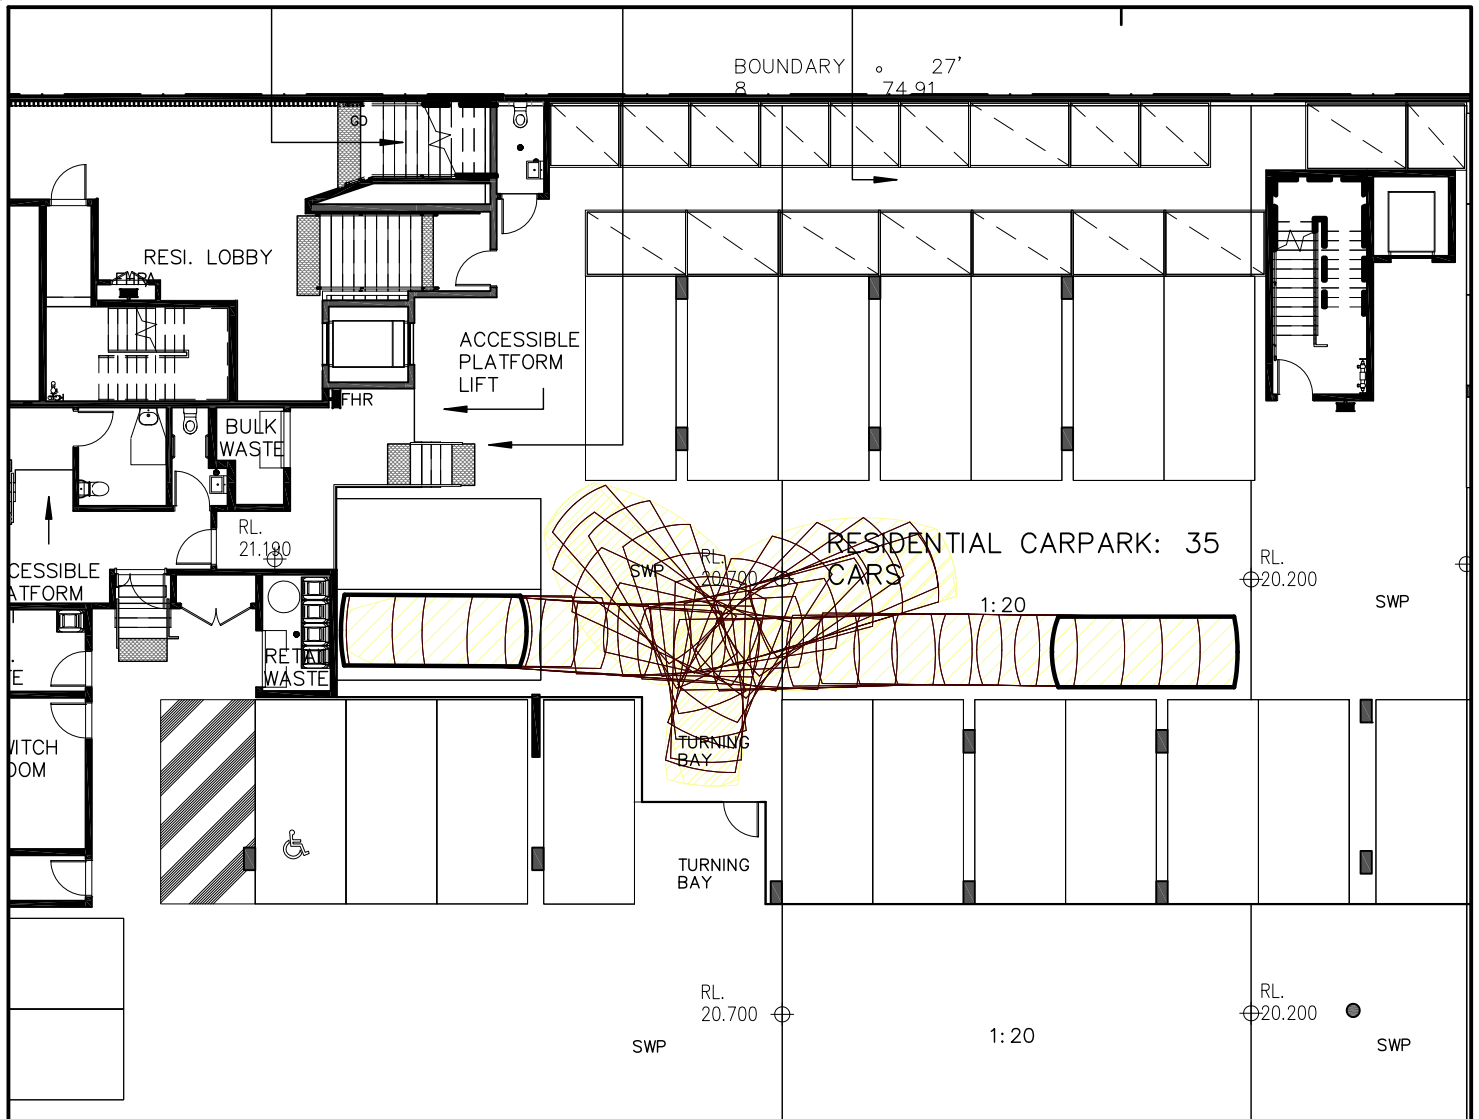 BOUNDARY ° 27'
8 74.91
GD
RESI. LOBBY
ACCESSIBLE
PLATFORM
LIFT
FHR
BULK
WASTE
RL.
21.190
CESSIBLE
ATFORM
RESIDENTIAL CARPARK: 35
CARS
RL.
20.700
SWP
RL.
20.200
SWP
1:20
RETAIL
WASTE
TE
WITCH
OOM
TURNING
BAY
TURNING
BAY
RL.
20.700
RL.
20.200
1:20
SWP
SWP